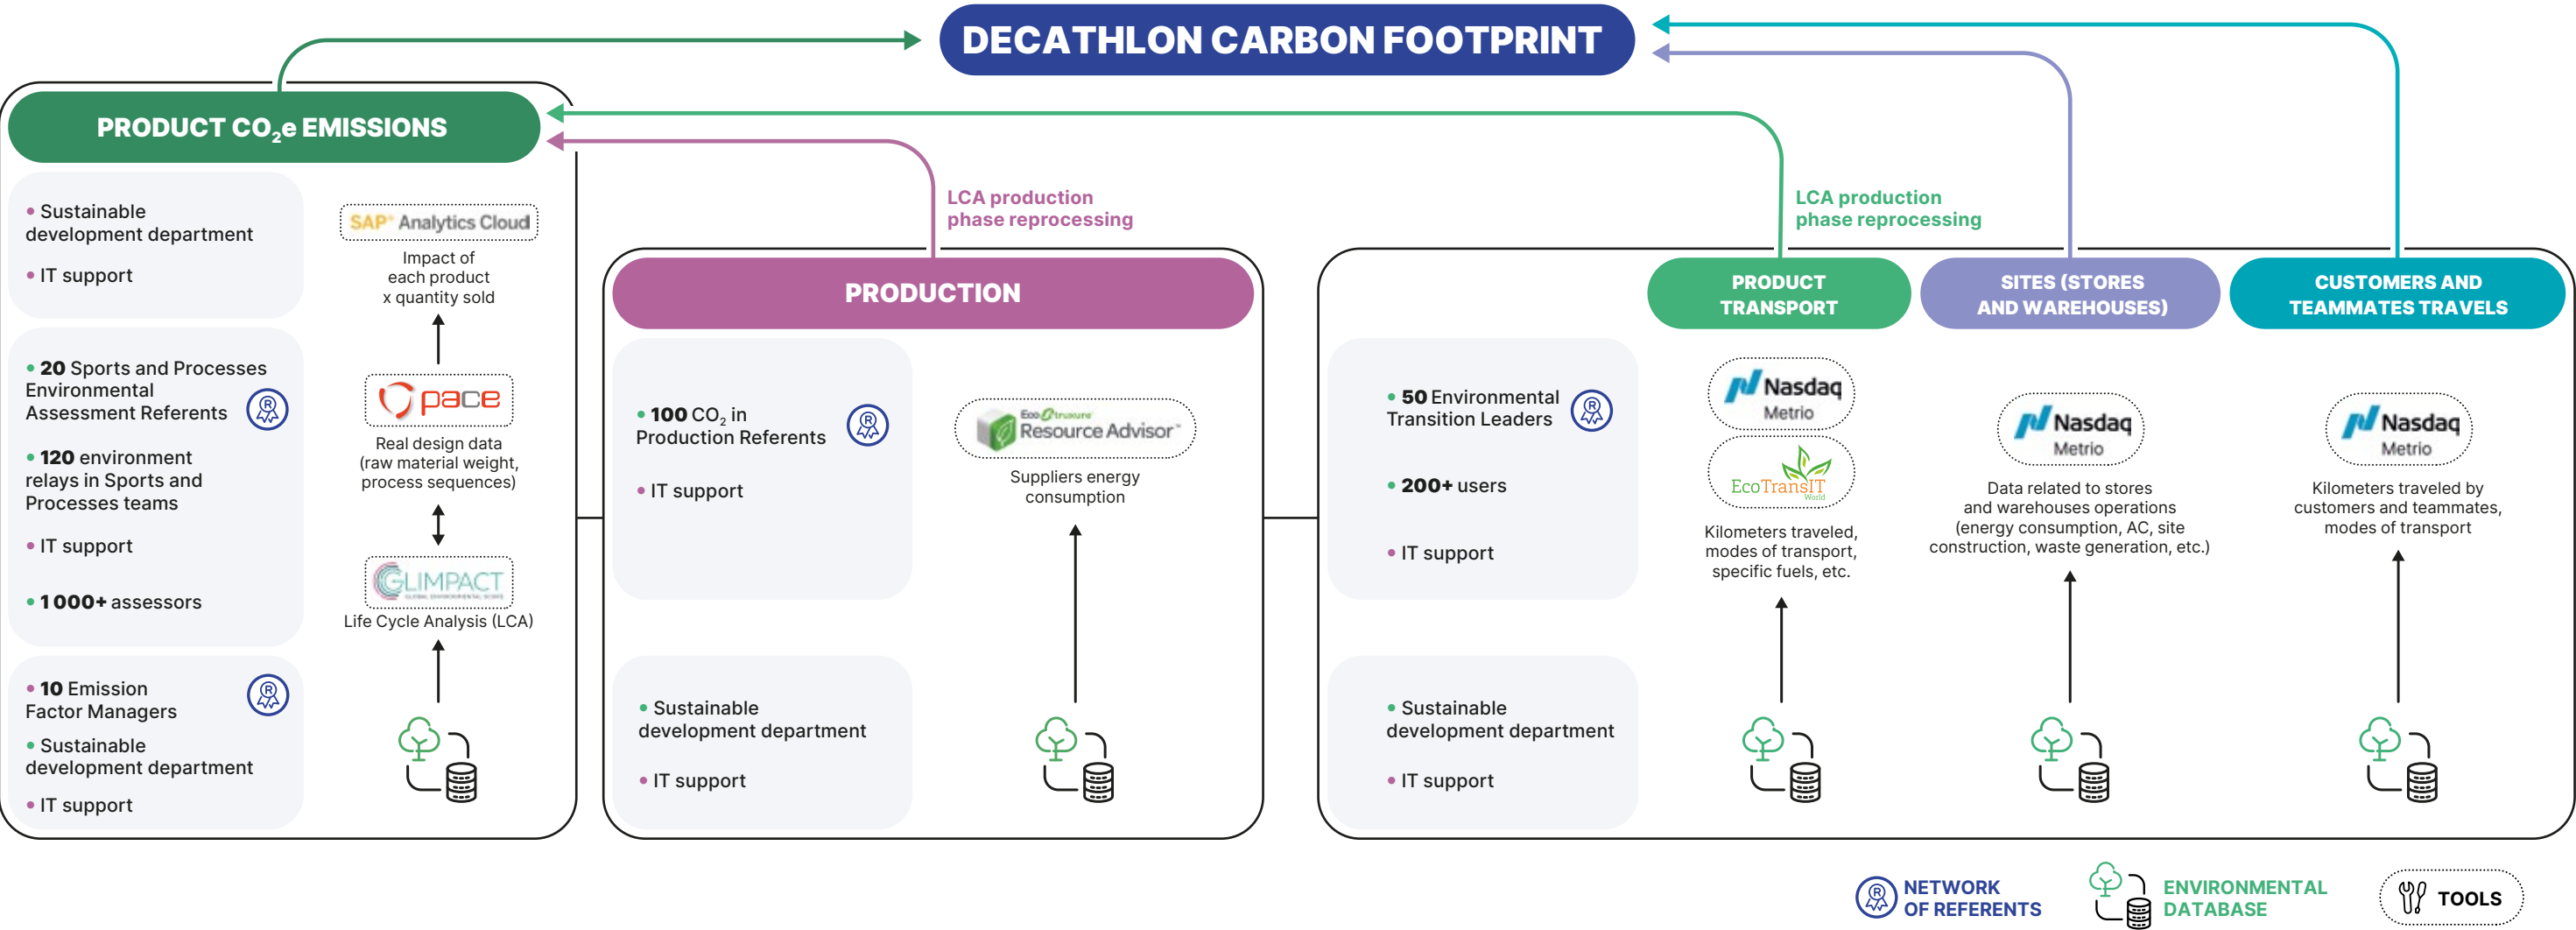 DECATHLON CARBON FOOTPRINT
PRODUCT CO₂e EMISSIONS
• Sustainable
development department
• IT support
SAP® Analytics Cloud
Impact of
each product
x quantity sold
• 20 Sports and Processes
Environmental
Assessment Referents
R
• 120 environment
relays in Sports and
Processes teams
• IT support
• 1 000+ assessors
pace
Real design data
(raw material weight,
process sequences)
GLIMPACT
GLOBAL ENVIRONMENTAL SCORE
Life Cycle Analysis (LCA)
• 10 Emission
Factor Managers
R
• Sustainable
development department
• IT support
LCA production
phase reprocessing
PRODUCTION
• 100 CO₂ in
Production Referents
R
• IT support
EcoStruxure™
Resource Advisor™
Suppliers energy
consumption
• Sustainable
development department
• IT support
LCA production
phase reprocessing
PRODUCT
TRANSPORT
SITES (STORES
AND WAREHOUSES)
CUSTOMERS AND
TEAMMATES TRAVELS
• 50 Environmental
Transition Leaders
R
• 200+ users
• IT support
Nasdaq
Metrio
EcoTransIT
World
Kilometers traveled,
modes of transport,
specific fuels, etc.
Nasdaq
Metrio
Data related to stores
and warehouses operations
(energy consumption, AC, site
construction, waste generation, etc.)
Nasdaq
Metrio
Kilometers traveled by
customers and teammates,
modes of transport
• Sustainable
development department
• IT support
R
NETWORK
OF REFERENTS
ENVIRONMENTAL
DATABASE
TOOLS